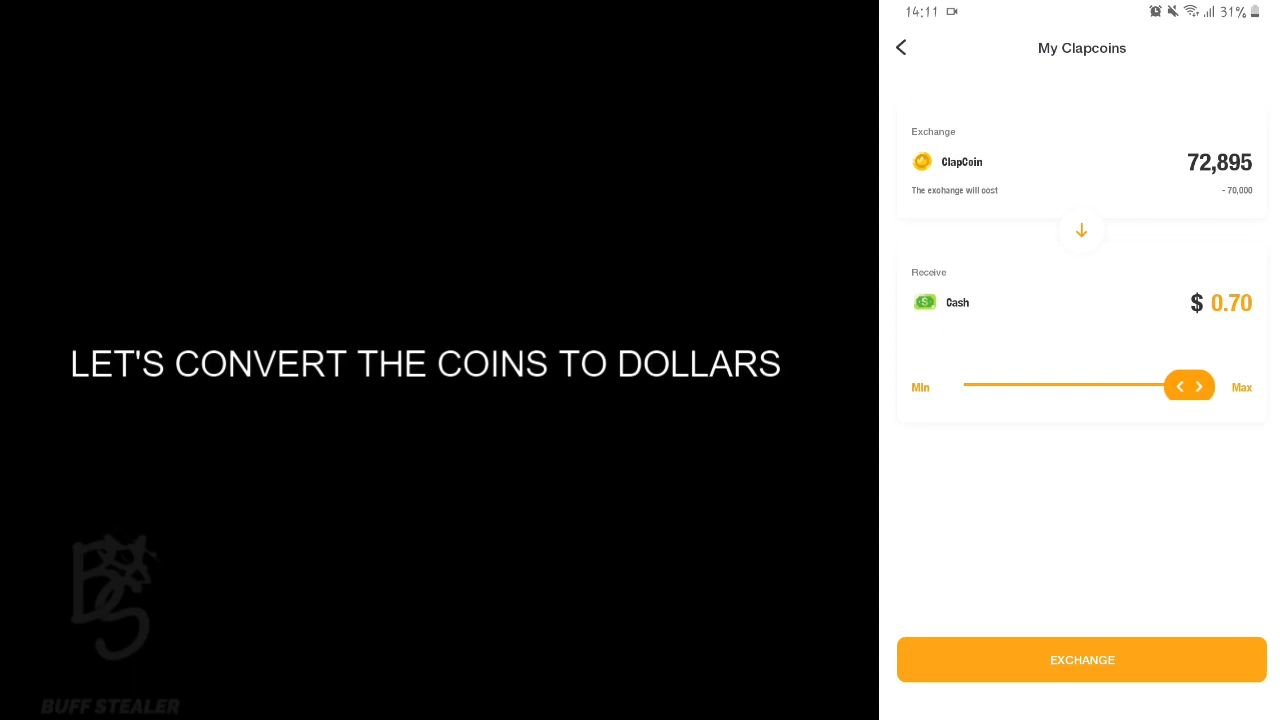 LET'S CONVERT THE COINS TO DOLLARS
BS
BUFF STEALER
14:11
31%
My Clapcoins
Exchange
ClapCoin
72,895
The exchange will cost
- 70,000
Receive
Cash
$ 0.70
Min
Max
EXCHANGE